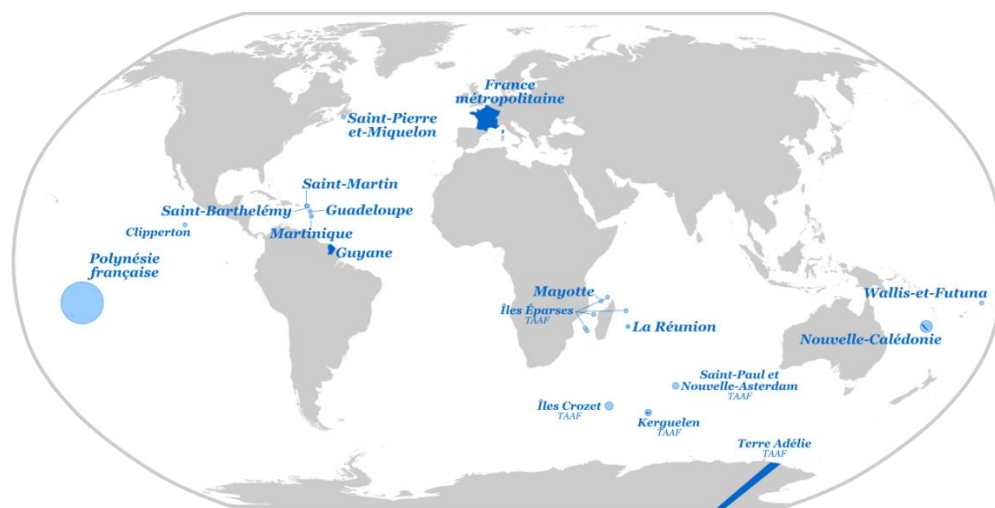 France
métropolitaine
Saint-Pierre
et-Miquelon
Saint-Martin
Saint-Barthelémy
Guadeloupe
Clipperton
Martinique
Guyane
Polynésie
française
Mayotte
Îles Éparses
TAAF
La Réunion
Wallis-et-Futuna
Nouvelle-Calédonie
Saint-Paul et
Nouvelle-Asterdam
TAAF
Îles Crozet
TAAF
Kerguelen
TAAF
Terre Adélie
TAAF